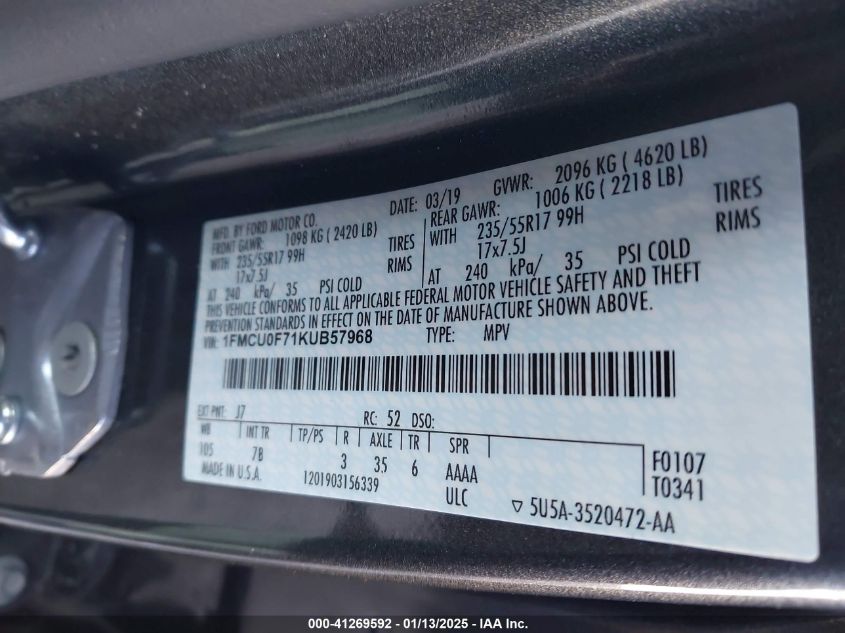 MFD. BY FORD MOTOR CO.
DATE: 03/19 GVWR: 2096 KG ( 4620 LB)
FRONT GAWR: 1098 KG ( 2420 LB)
WITH 235/55R17 99H TIRES
17x7.5J RIMS
AT 240 kPa/ 35 PSI COLD
REAR GAWR: 1006 KG ( 2218 LB)
WITH 235/55R17 99H TIRES
17x7.5J RIMS
AT 240 kPa/ 35 PSI COLD
THIS VEHICLE CONFORMS TO ALL APPLICABLE FEDERAL MOTOR VEHICLE SAFETY AND THEFT
PREVENTION STANDARDS IN EFFECT ON THE DATE OF MANUFACTURE SHOWN ABOVE.
VIN: 1FMCU0F71KUB57968 TYPE: MPV
EXT PNT: J7 RC: 52 DSO:
WB INT TR TP/PS R AXLE TR SPR
105 7B 3 35 6 AAAA
MADE IN U.S.A. 1201903156339 ULC
F0107
T0341
▽ 5U5A-3520472-AA
000-41269592 - 01/13/2025 - IAA Inc.